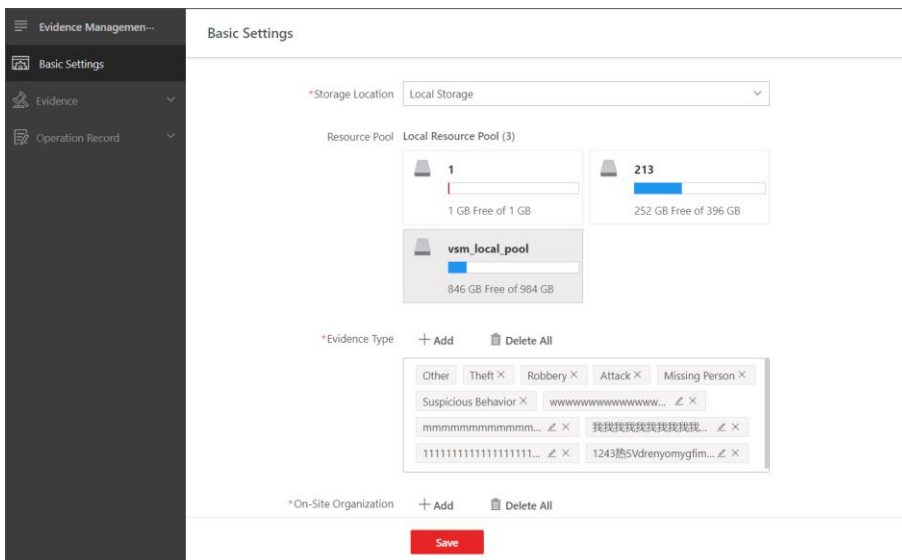 Evidence Managemen...
Basic Settings
Basic Settings
Evidence
Operation Record
*Storage Location Local Storage
Resource Pool Local Resource Pool (3)
1
1 GB Free of 1 GB
213
252 GB Free of 396 GB
vsm_local_pool
846 GB Free of 984 GB
*Evidence Type + Add Delete All
Other Theft × Robbery × Attack × Missing Person ×
Suspicious Behavior × wwwwwwwwwwwwwww... ×
mmmmmmmmmmmmm... × 我我我我我我我我我我... ×
1111111111111111111... × 1243热SVdrenyomygfim... ×
*On-Site Organization + Add Delete All
Save